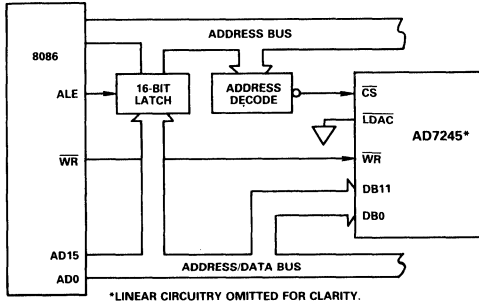 ADDRESS BUS
8086
ALE
16-BIT
LATCH
ADDRESS
DECODE
CS
LDAC
AD7245*
WR
WR
DB11
DB0
AD15
ADDRESS/DATA BUS
AD0
*LINEAR CIRCUITRY OMITTED FOR CLARITY.